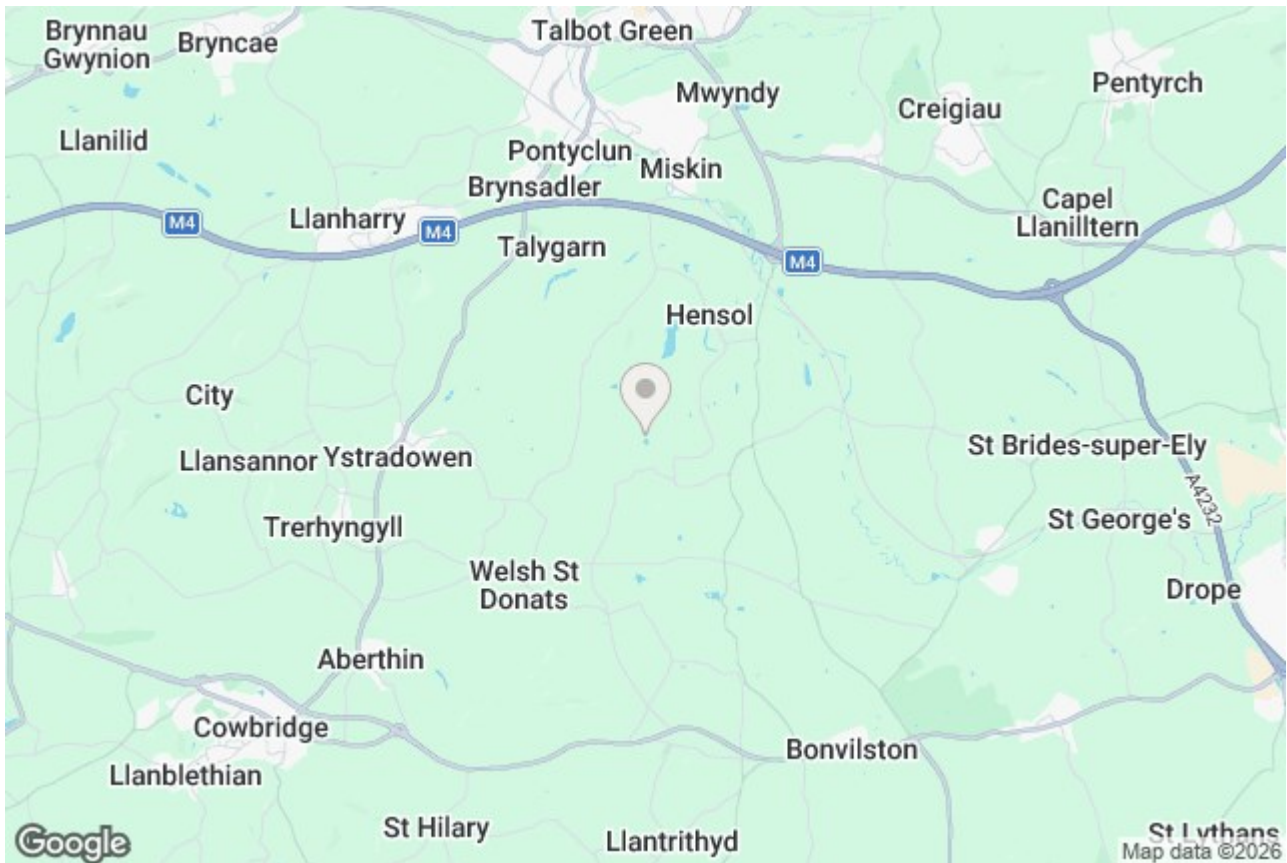 Talbot Green
Brynnau
Gwynion
Bryncae
Mwyndy
Pentyrch
Creigiau
Llanilid
Pontyclun
Miskin
Brynsadler
Capel
Llanilltern
Llanharry
M4
M4
Talygarn
M4
Hensol
City
St Brides-super-Ely
Llansannor
Ystradowen
A4232
St George's
Trerhyngyll
Welsh St
Donats
Drope
Aberthin
Cowbridge
Bonvilston
Llanblethian
St Hilary
Llantrithyd
St Lythans
Google
Map data ©2026